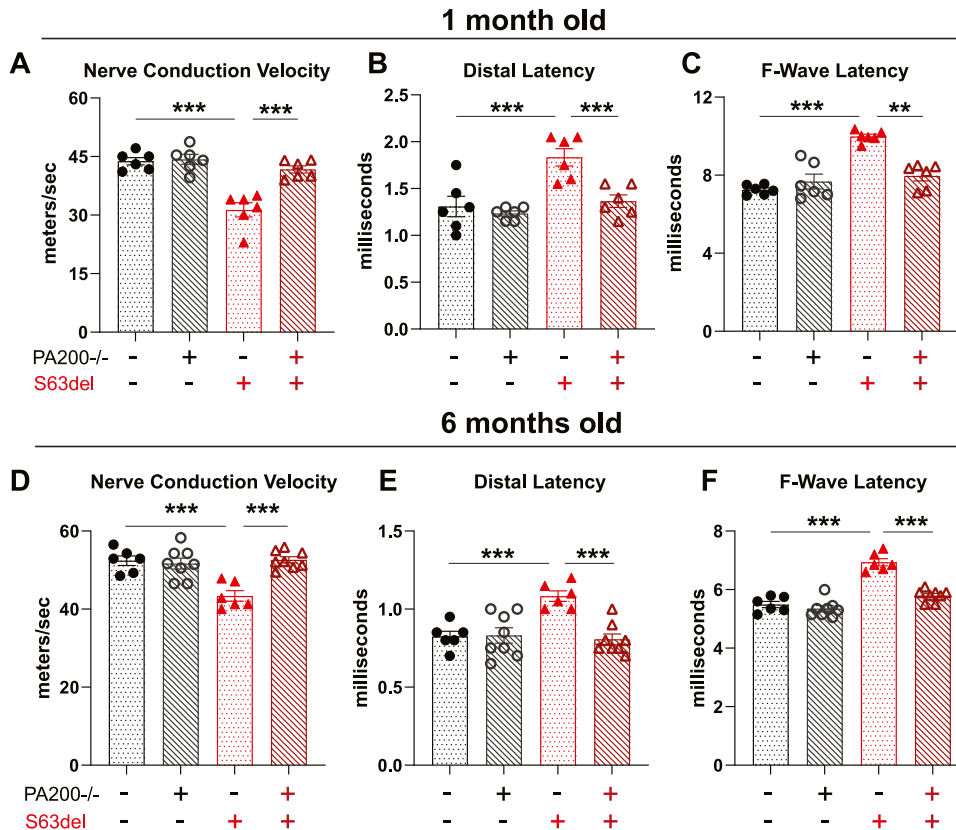 1 month old
A
Nerve Conduction Velocity
meters/sec
60
45
30
15
0
*** ***
B
Distal Latency
milliseconds
2.5
2.0
1.5
1.0
0.5
0.0
*** ***
C
F-Wave Latency
milliseconds
12
8
4
0
*** **
PA200-/- - + - + - + - + - + - +
S63del - - + + - - + + - - + +
6 months old
D
Nerve Conduction Velocity
meters/sec
60
40
20
0
*** ***
E
Distal Latency
milliseconds
1.5
1.0
0.5
0.0
*** ***
F
F-Wave Latency
milliseconds
8
6
4
2
0
*** ***
PA200-/- - + - + - + - + - + - +
S63del - - + + - - + + - - + +